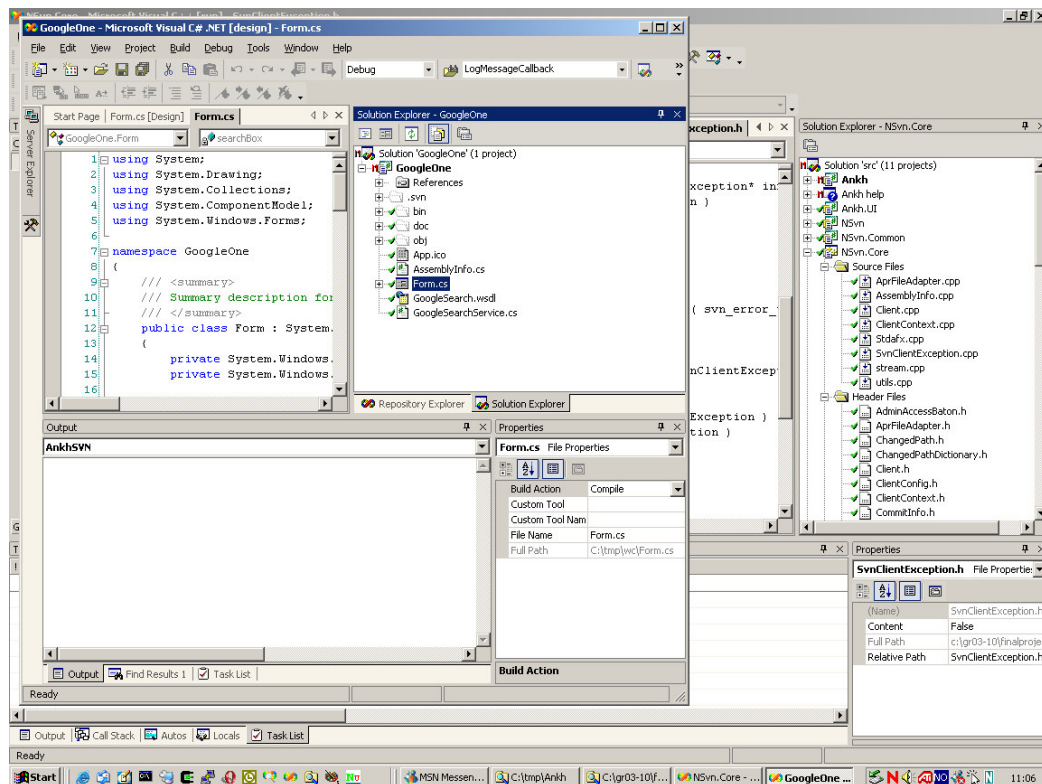 NSvn.Core - Microsoft Visual C++ [run] - SvnClientException.h
GoogleOne - Microsoft Visual C# .NET [design] - Form.cs
File Edit View Project Build Debug Tools Window Help
Debug LogMessageCallback
Start Page Form.cs [Design] Form.cs
GoogleOne.Form searchBox
Server Explorer
1 using System;
2 using System.Drawing;
3 using System.Collections;
4 using System.ComponentModel;
5 using System.Windows.Forms;
6
7 namespace GoogleOne
8 {
9 /// <summary>
10 /// Summary description for
11 /// </summary>
12 public class Form : System.
13 {
14 private System.Windows.
15 private System.Windows.
16
Solution Explorer - GoogleOne
Solution 'GoogleOne' (1 project)
GoogleOne
References
.svn
bin
doc
obj
App.ico
AssemblyInfo.cs
Form.cs
GoogleSearch.wsdl
GoogleSearchService.cs
Repository Explorer Solution Explorer
Output
AnkhSVN
Output Find Results 1 Task List
Ready
Properties
Form.cs File Properties
Build Action Compile
Custom Tool
Custom Tool Nam
File Name Form.cs
Full Path C:\tmp\wc\Form.cs
Build Action
xception.h
xception* in
n )
( svn_error_
nClientExcep
Exception )
tion )
Solution Explorer - NSvn.Core
Solution 'src' (11 projects)
Ankh
Ankh help
Ankh.UI
NSvn
NSvn.Common
NSvn.Core
Source Files
AprFileAdapter.cpp
AssemblyInfo.cpp
Client.cpp
ClientContext.cpp
Stdafx.cpp
SvnClientException.cpp
stream.cpp
utils.cpp
Header Files
AdminAccessBaton.h
AprFileAdapter.h
ChangedPath.h
ChangedPathDictionary.h
Client.h
ClientConfig.h
ClientContext.h
CommitInfo.h
Properties
SvnClientException.h File Propertie
(Name) SvnClientException.h
Content False
Full Path c:\gr03-10\finalproje
Relative Path SvnClientException.h
Output Call Stack Autos Locals Task List
Ready
Start MSN Messen... C:\tmp\Ankh C:\gr03-10\f... NSvn.Core - ... GoogleOne ... NO 11:06